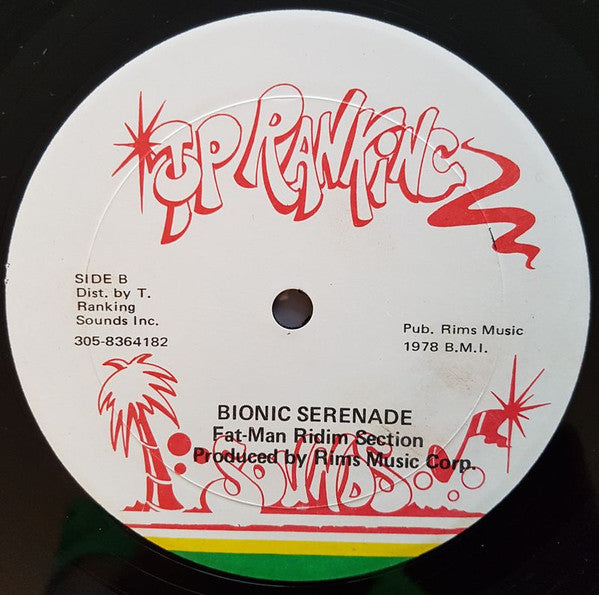 TOP RANKiNG
SIDE B
Dist. by T.
Ranking
Sounds Inc.
305-8364182
Pub. Rims Music
1978 B.M.I.
BIONIC SERENADE
Fat-Man Ridim Section
Produced by Rims Music Corp.
SOUNDS